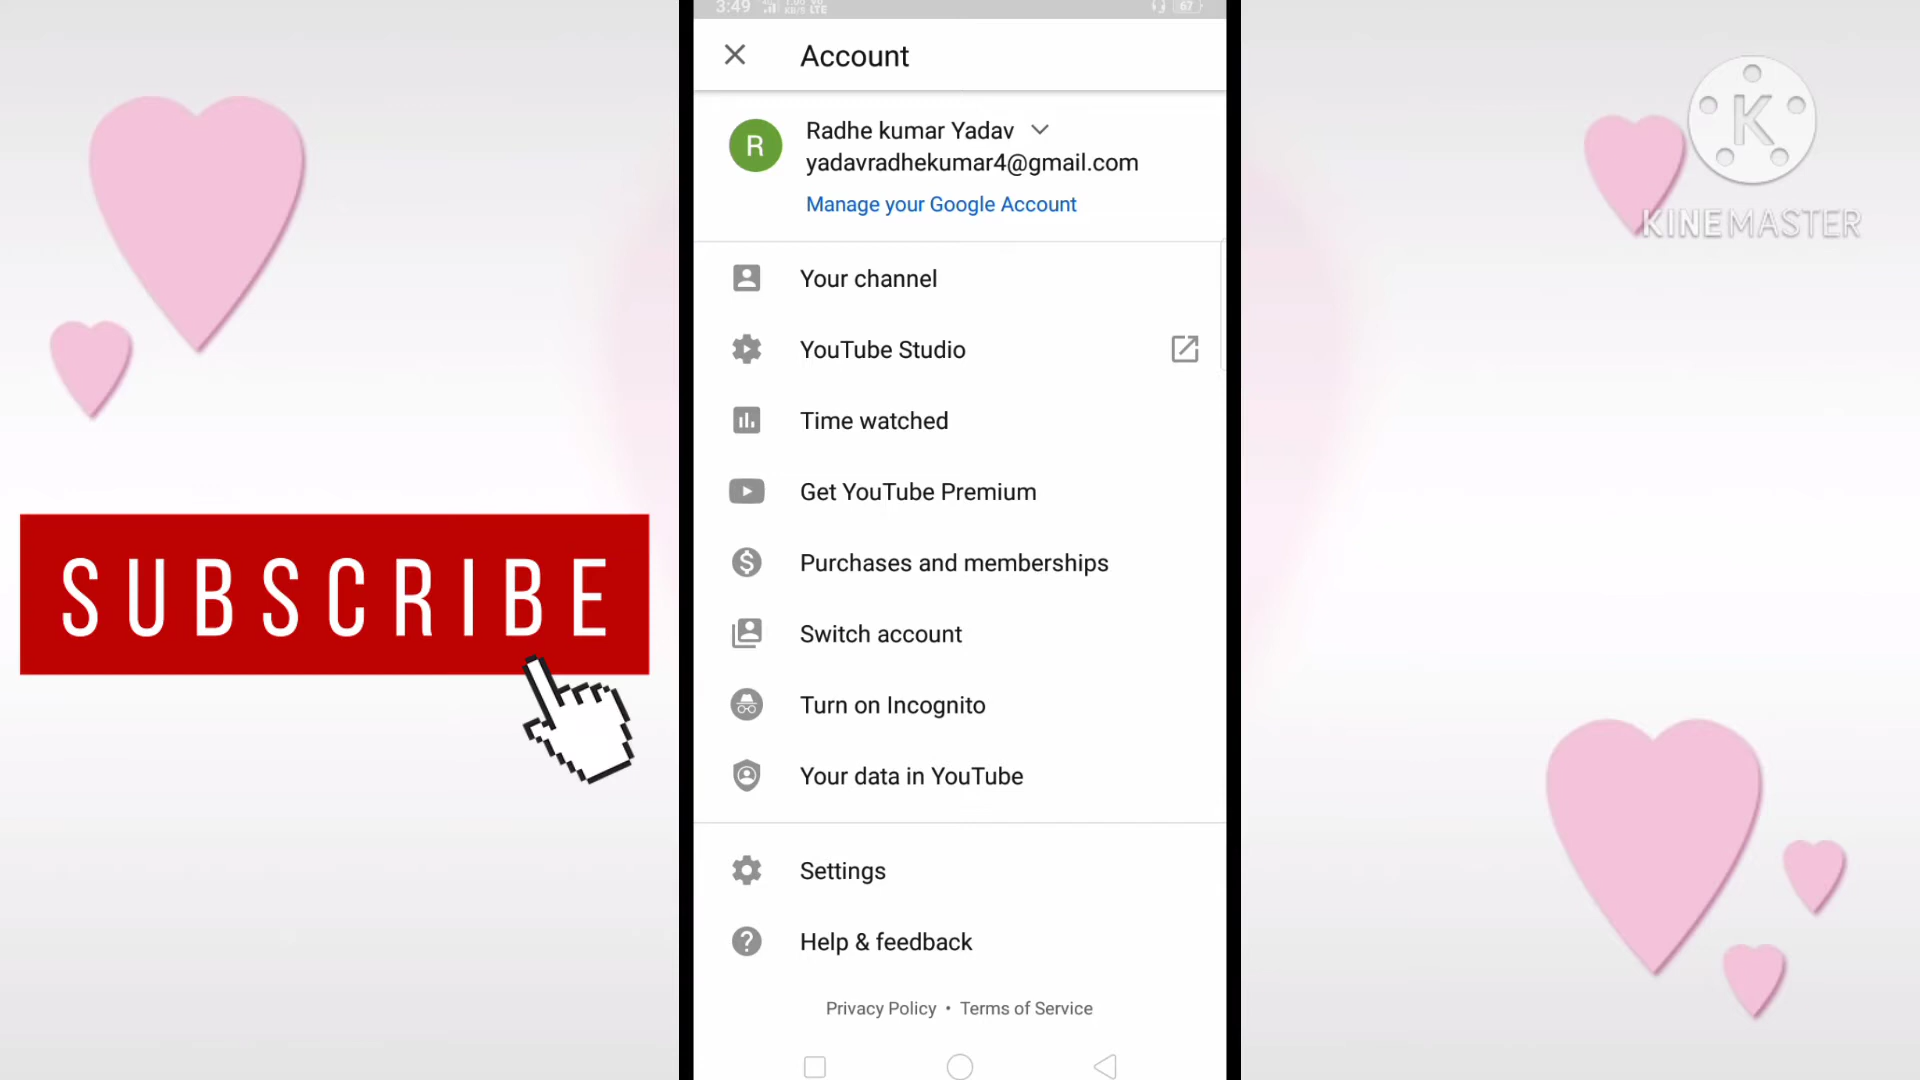 3:49
LTE
67
Account
R
Radhe kumar Yadav
yadavradhekumar4@gmail.com
Manage your Google Account
Your channel
YouTube Studio
Time watched
Get YouTube Premium
Purchases and memberships
Switch account
Turn on Incognito
Your data in YouTube
Settings
Help & feedback
Privacy Policy • Terms of Service
SUBSCRIBE
K
KINEMASTER